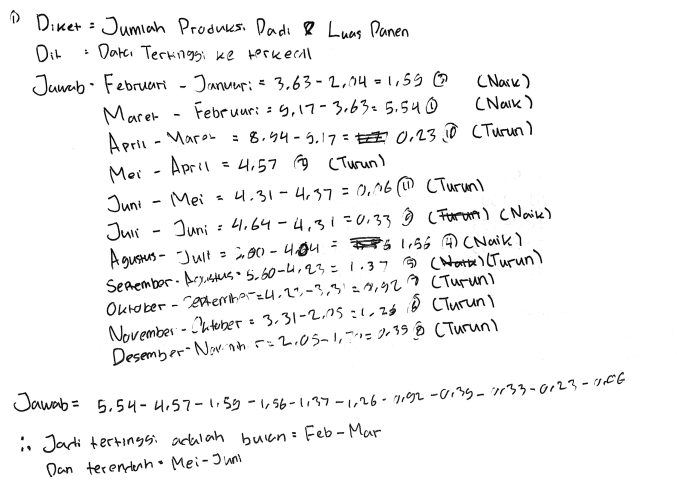 1) Diket = Jumlah Produksi Padi & Luas Panen
Dit : Data Tertinggi ke terkecil
Jawab = Februari - Januari = 3.63 - 2.04 = 1,59 ③ (Naik)
Maret - Februari = 9,17 - 3.63 = 5.54 ① (Naik)
April - Maret = 8.94 - 9.17 = 0,23 ⑩ (Turun)
Mei - April = 4,57 ② (Turun)
Juni - Mei = 4.31 - 4,37 = 0,06 ⑪ (Turun)
Juli - Juni = 4.64 - 4,31 = 0,33 ⑨ (Turun) (Naik)
Agustus - Juli = 4.04 = 1,56 ④ (Naik)
September - Agustus = 5.60 - 4,23 = 1.37 ⑤ (Naik) (Turun)
Oktober - September = 4.23 - 3,31 = 0,92 ⑦ (Turun)
November - Oktober = 3.31 - 2,05 = 1.26 ⑥ (Turun)
Desember - November = 2,05 - = 0,39 ⑧ (Turun)
Jawab = 5.54 - 4,57 - 1.59 - 1,56 - 1,37 - 1,26 - 0,92 - 0,39 - 0,33 - 0,23 - 0,06
∴ Jadi tertinggi adalah bulan = Feb - Mar
Dan terendah = Mei - Juni